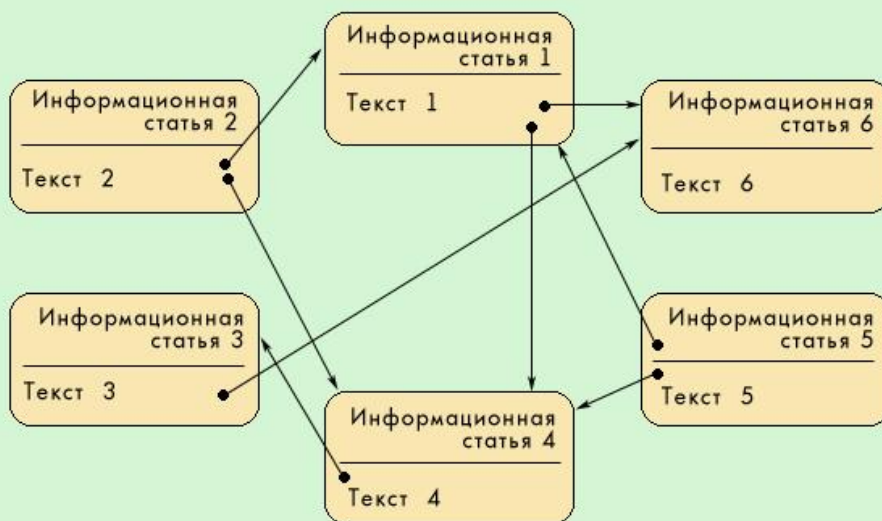 Информационная
статья 1
Текст 1
Информационная
статья 2
Текст 2
Информационная
статья 6
Текст 6
Информационная
статья 3
Текст 3
Информационная
статья 5
Текст 5
Информационная
статья 4
Текст 4